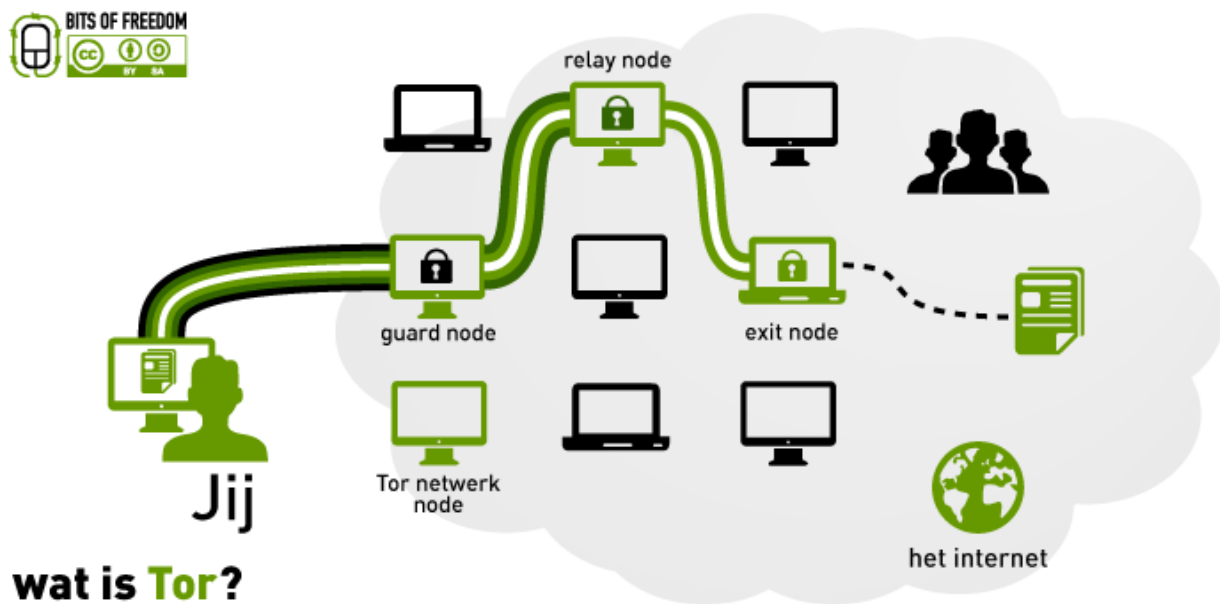 BITS OF FREEDOM
cc
BY SA
relay node
guard node
exit node
Tor netwerk
node
Jij
het internet
wat is Tor?